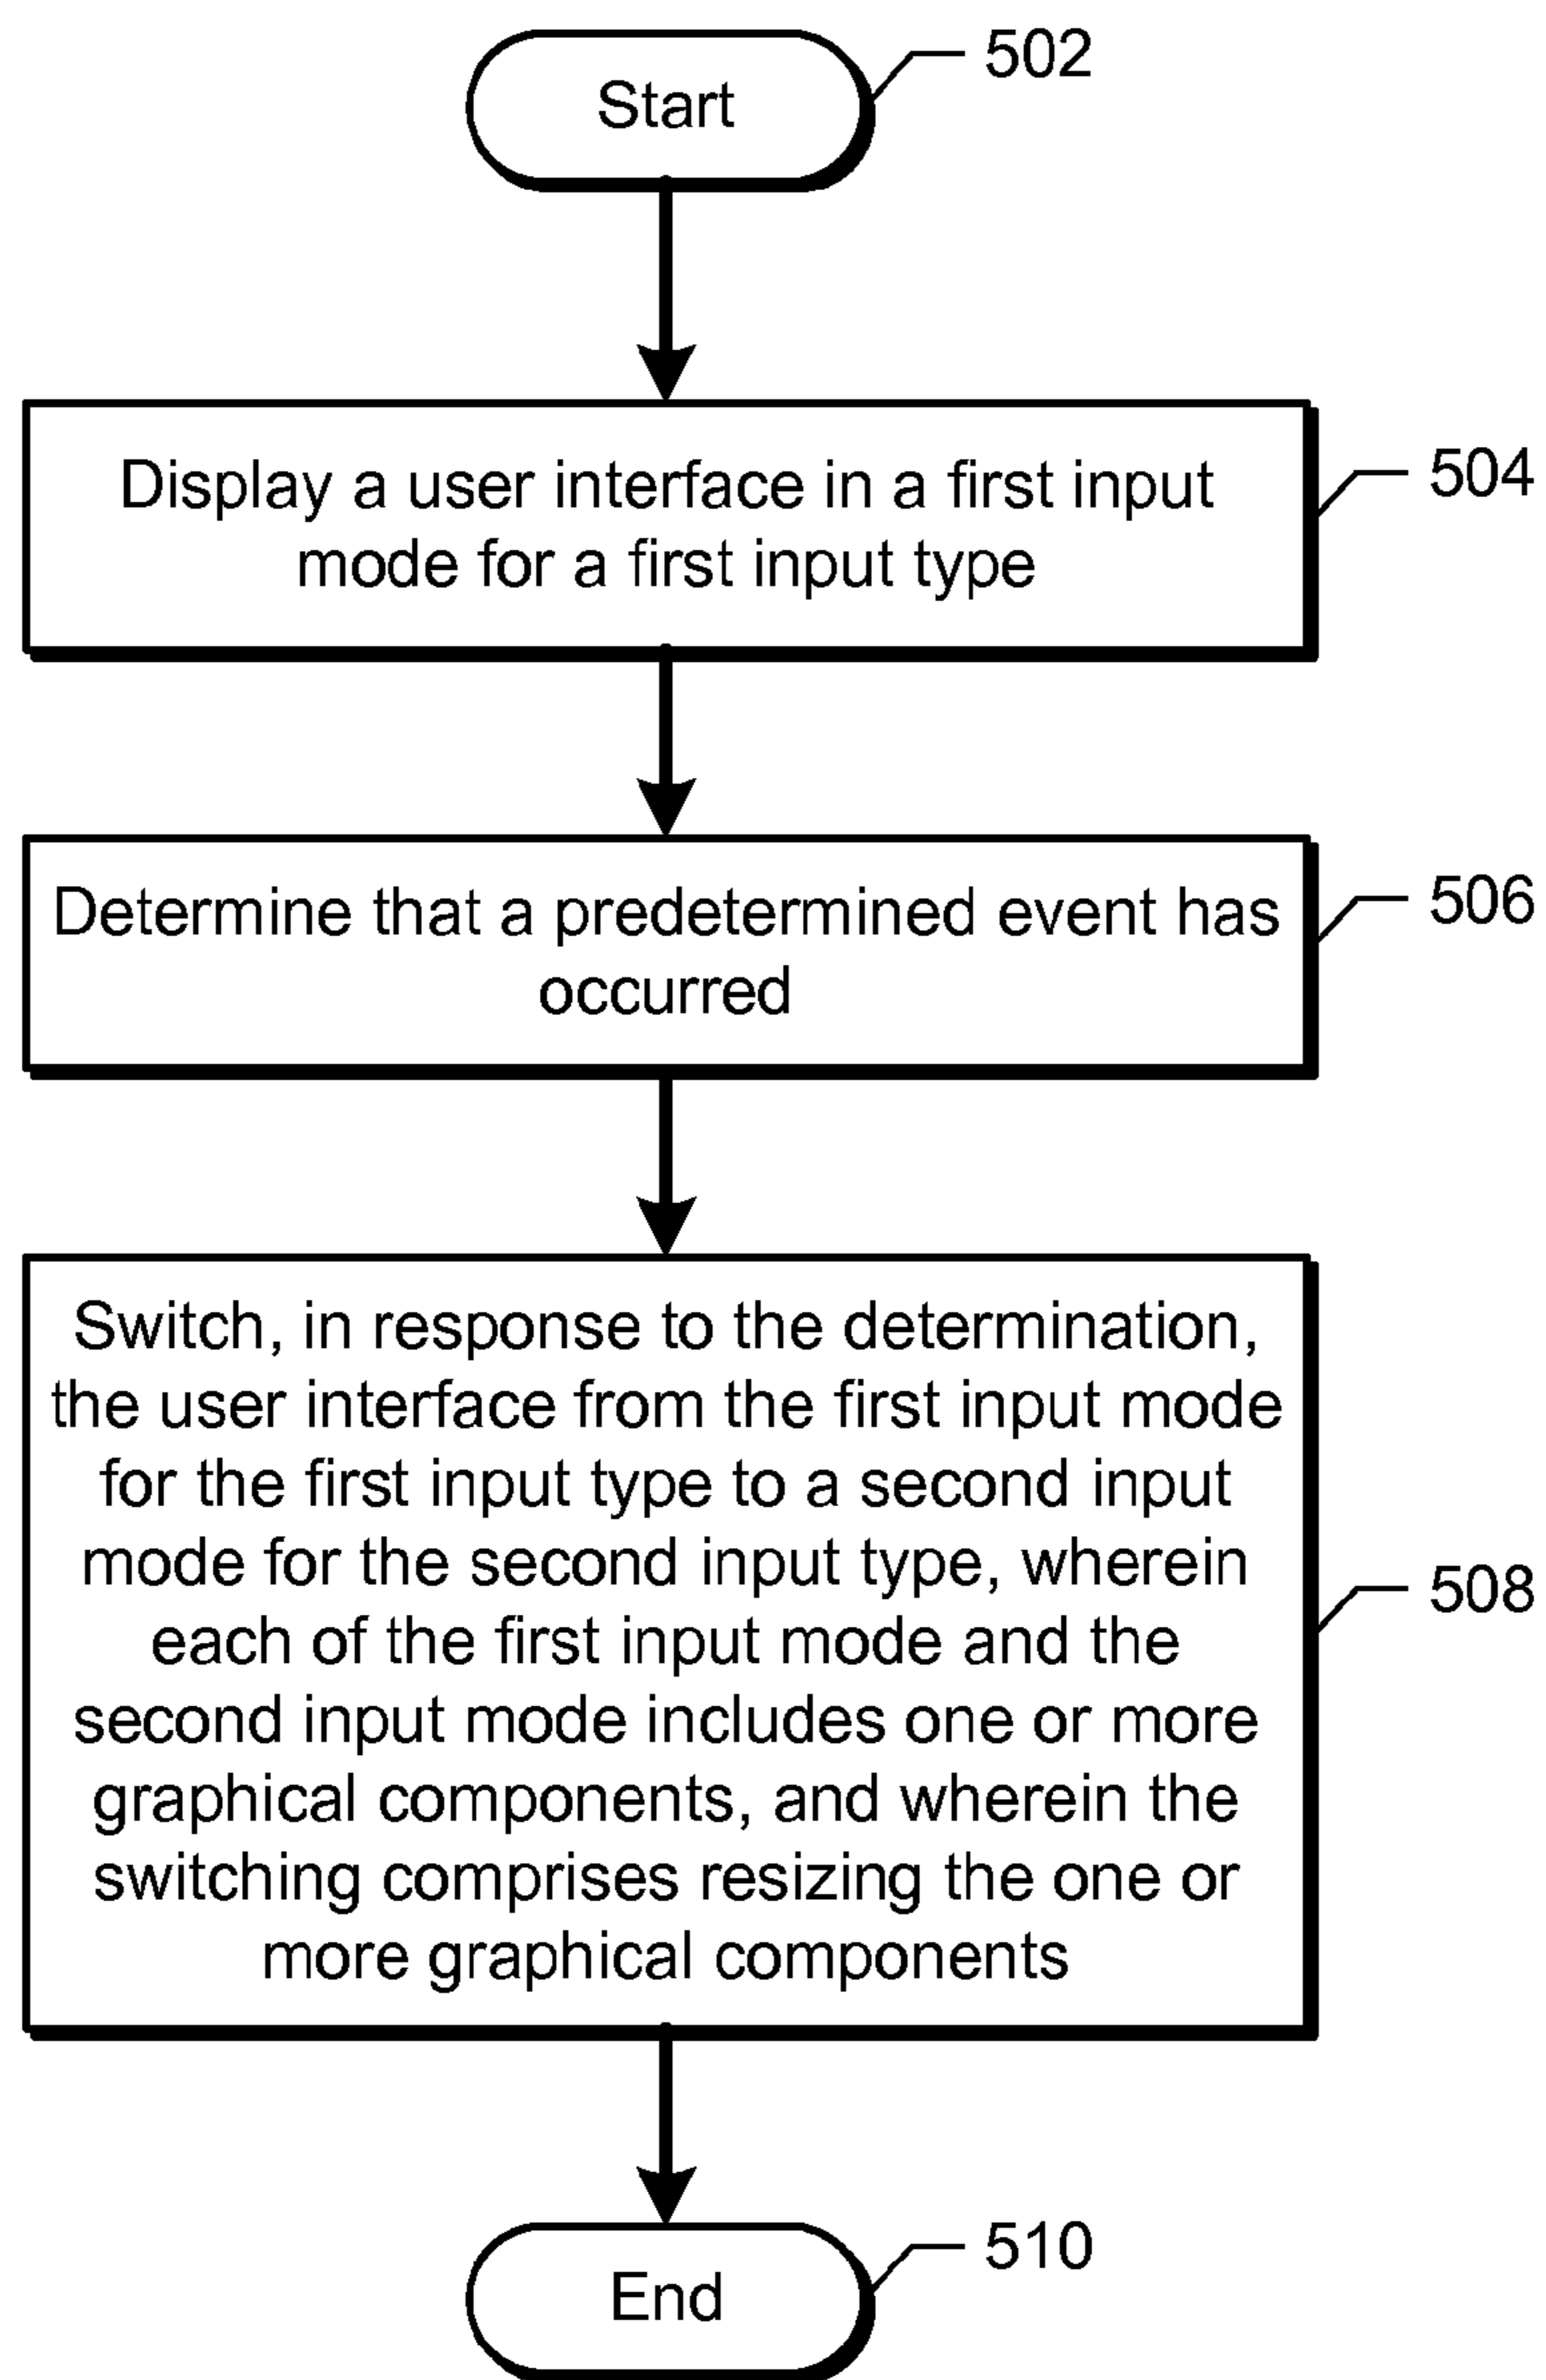 Start
502
Display a user interface in a first input
mode for a first input type
504
Determine that a predetermined event has
occurred
506
Switch, in response to the determination,
the user interface from the first input mode
for the first input type to a second input
mode for the second input type, wherein
each of the first input mode and the
second input mode includes one or more
graphical components, and wherein the
switching comprises resizing the one or
more graphical components
508
End
510